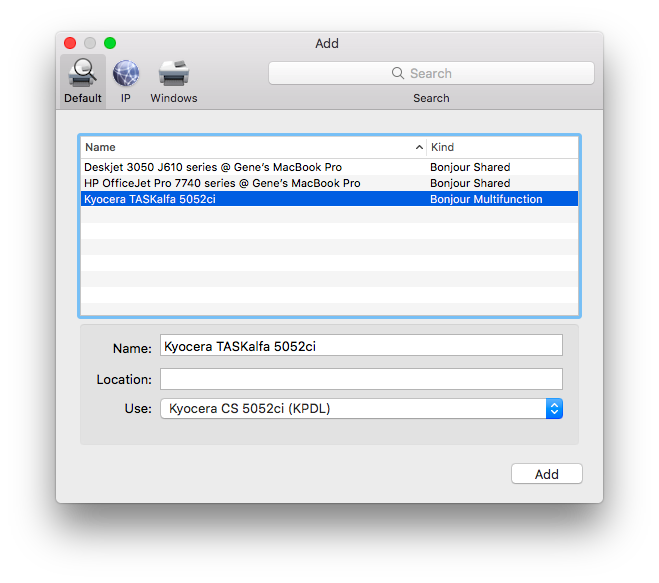 Add
Default IP Windows
Search
Search
Name Kind
Deskjet 3050 J610 series @ Gene's MacBook Pro Bonjour Shared
HP OfficeJet Pro 7740 series @ Gene's MacBook Pro Bonjour Shared
Kyocera TASKalfa 5052ci Bonjour Multifunction
Name: Kyocera TASKalfa 5052ci
Location:
Use: Kyocera CS 5052ci (KPDL)
Add